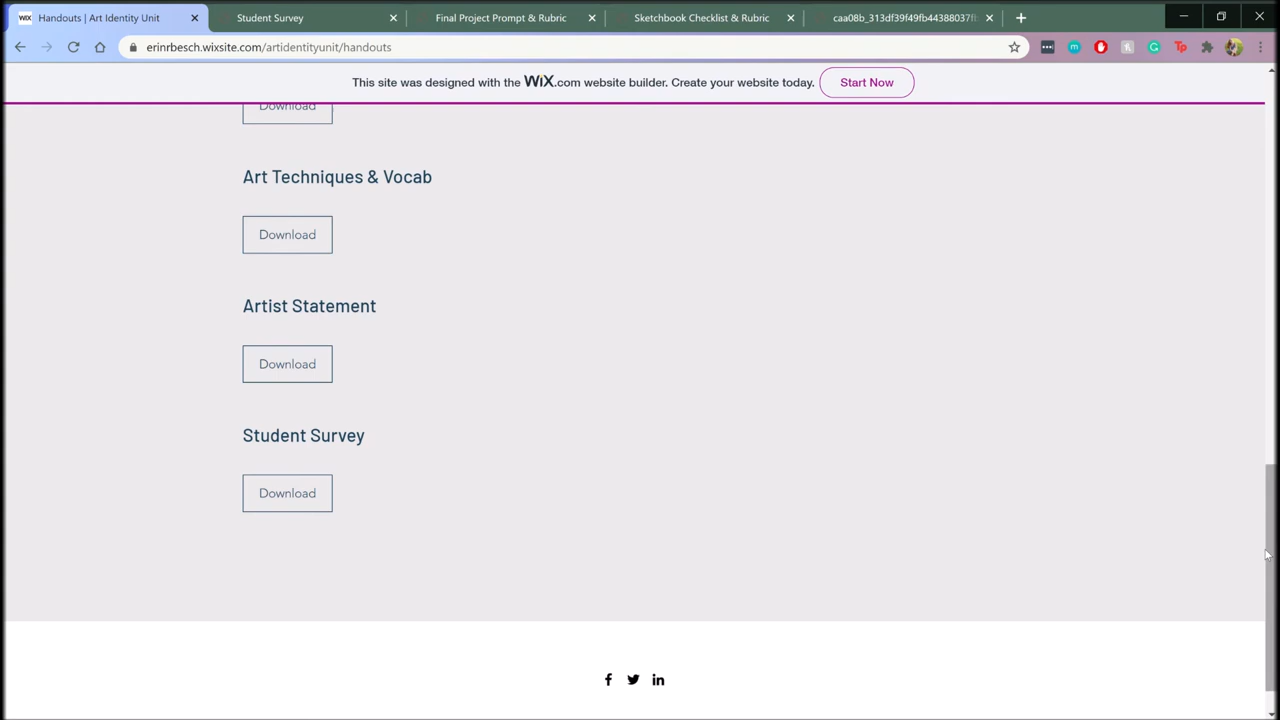 Handouts | Art Identity Unit
Student Survey
Final Project Prompt & Rubric
Sketchbook Checklist & Rubric
caa08b_313df39f49fb44388037f
erinrbesch.wixsite.com/artidentityunit/handouts
This site was designed with the WiX.com website builder. Create your website today.
Start Now
Download
Art Techniques & Vocab
Download
Artist Statement
Download
Student Survey
Download